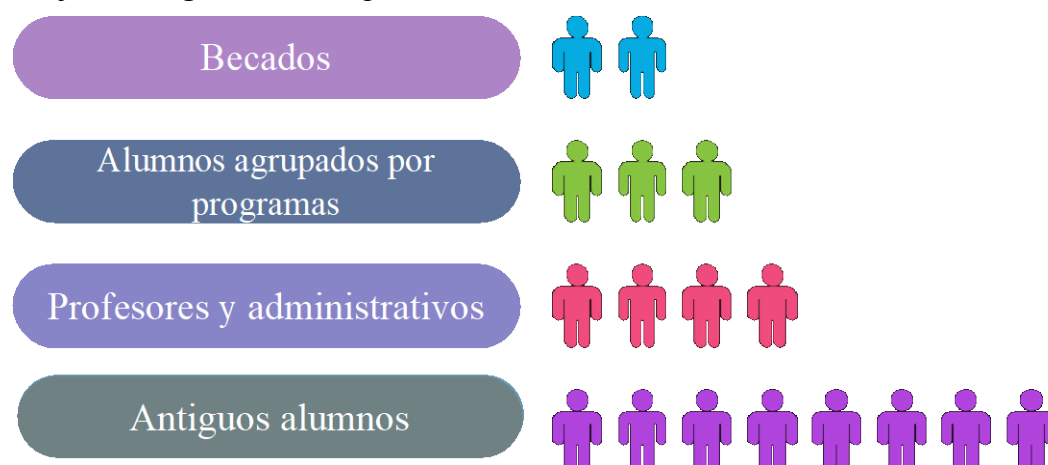 Becados
Alumnos agrupados por
programas
Profesores y administrativos
Antiguos alumnos